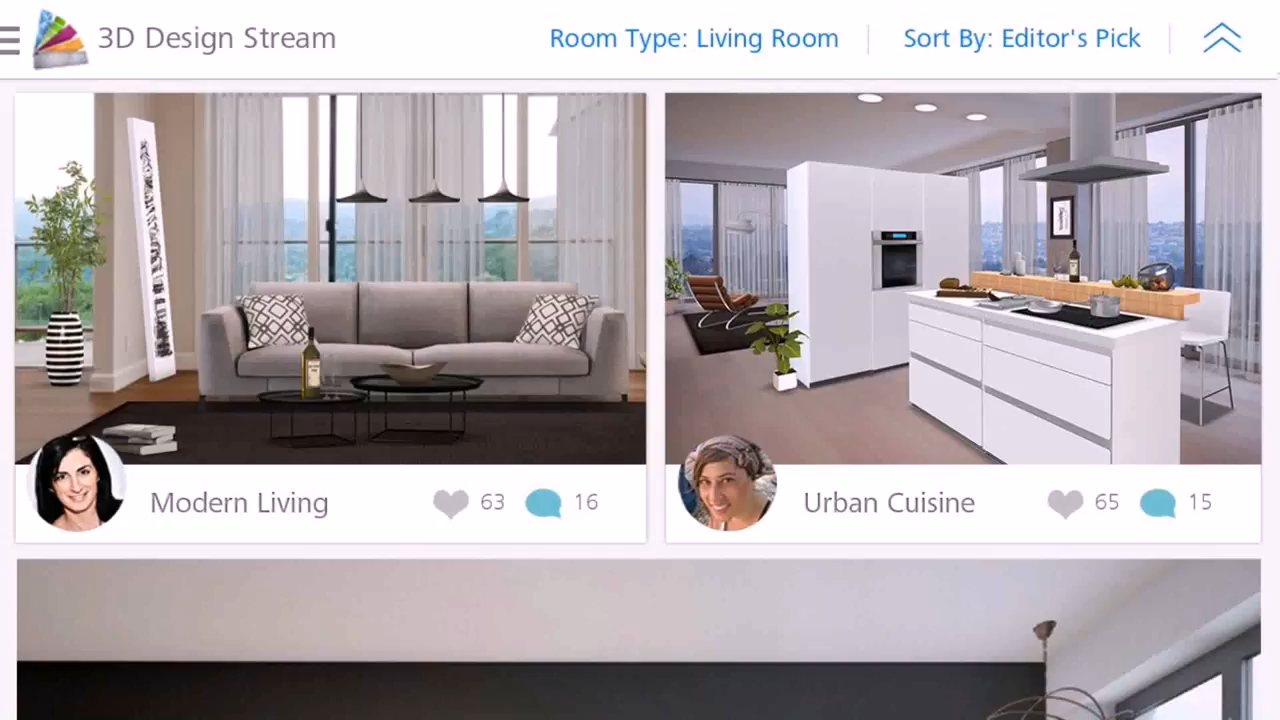 3D Design Stream
Room Type: Living Room
Sort By: Editor's Pick
Modern Living
63
16
Urban Cuisine
65
15